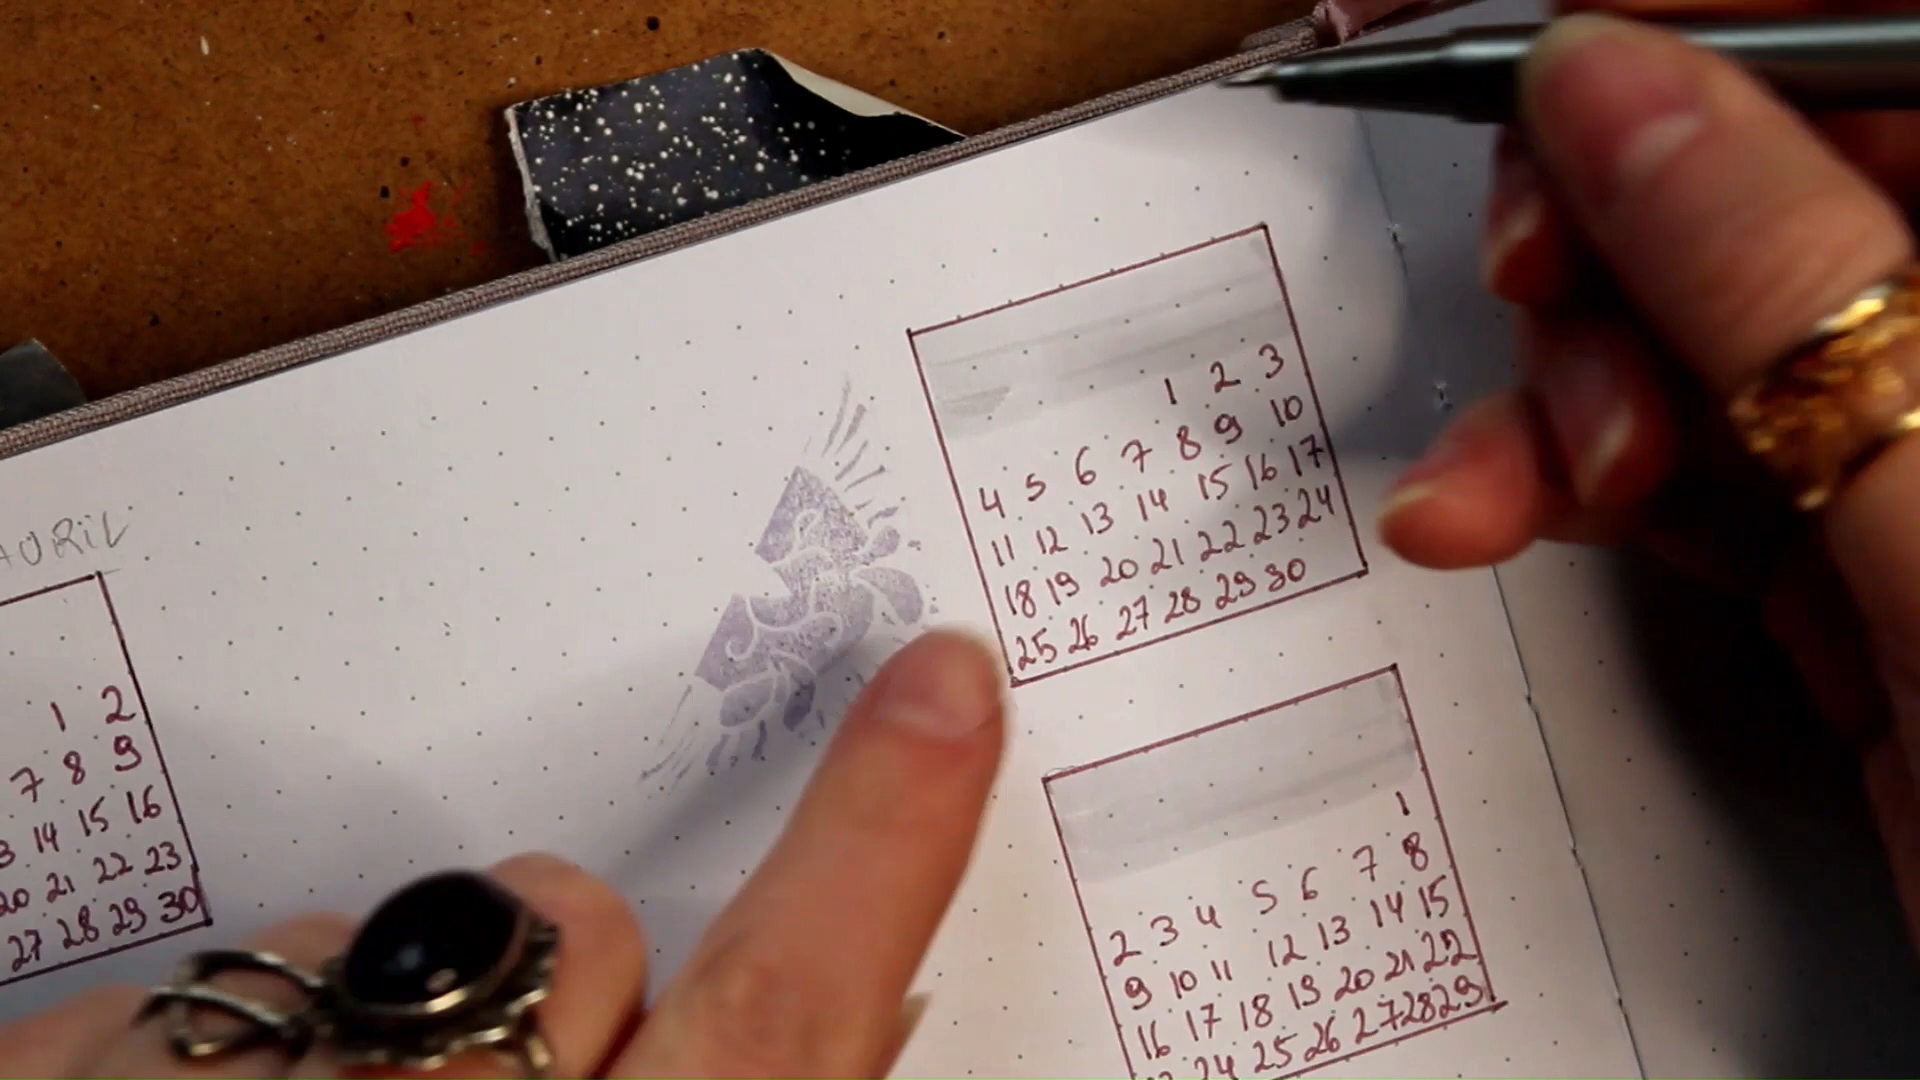 AVRiL
1 2
7 8 9
14 15 16
20 21 22 23
27 28 29 30
1 2 3
4 5 6 7 8 9 10
11 12 13 14 15 16 17
18 19 20 21 22 23 24
25 26 27 28 29 30
1
2 3 4 5 6 7 8
9 10 11 12 13 14 15
16 17 18 19 20 21 22
24 25 26 27 28 29